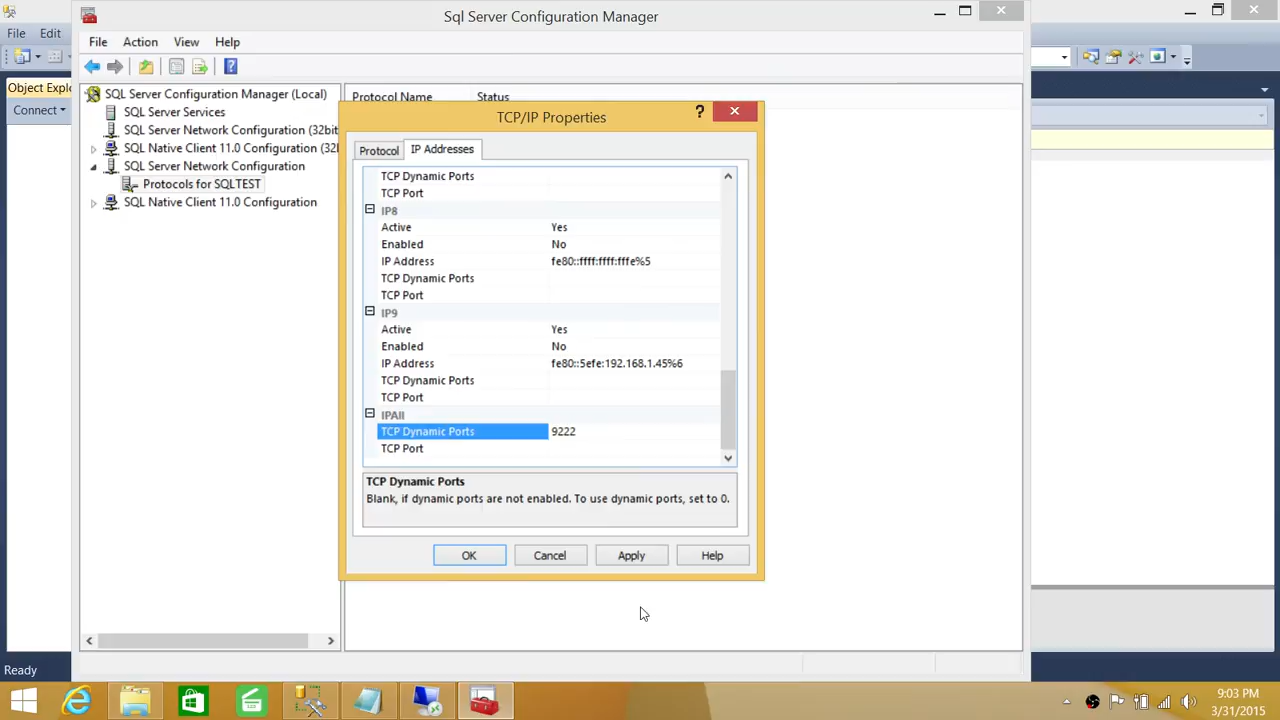 Sql Server Configuration Manager
File Edit
File Action View Help
Object Explo
Connect
SQL Server Configuration Manager (Local)
SQL Server Services
SQL Server Network Configuration (32bit
SQL Native Client 11.0 Configuration (32l
SQL Server Network Configuration
Protocols for SQLTEST
SQL Native Client 11.0 Configuration
Protocol Name Status
TCP/IP Properties
?
Protocol IP Addresses
TCP Dynamic Ports
TCP Port
IP8
Active Yes
Enabled No
IP Address fe80::ffff:ffff:fffe%5
TCP Dynamic Ports
TCP Port
IP9
Active Yes
Enabled No
IP Address fe80::5efe:192.168.1.45%6
TCP Dynamic Ports
TCP Port
IPAll
TCP Dynamic Ports 9222
TCP Port
TCP Dynamic Ports
Blank, if dynamic ports are not enabled. To use dynamic ports, set to 0.
OK Cancel Apply Help
Ready
9:03 PM
3/31/2015